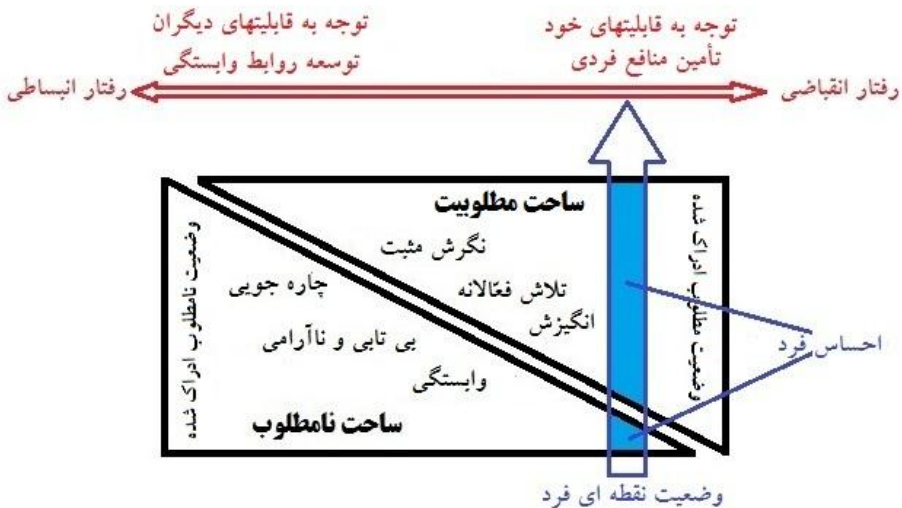 توجه به قابلیتهای خود
تأمین منافع فردی
توجه به قابلیتهای دیگران
توسعه روابط وابستگی
رفتار انقباضی
رفتار انبساطی
ساحت مطلوبیت
نگرش مثبت
تلاش فعّالانه
انگیزش
وضعیت مطلوب ادراک شده
وضعیت نامطلوب ادراک شده
چاره جویی
بی تابی و ناآرامی
وابستگی
ساحت نامطلوب
احساس فرد
وضعیت نقطه ای فرد